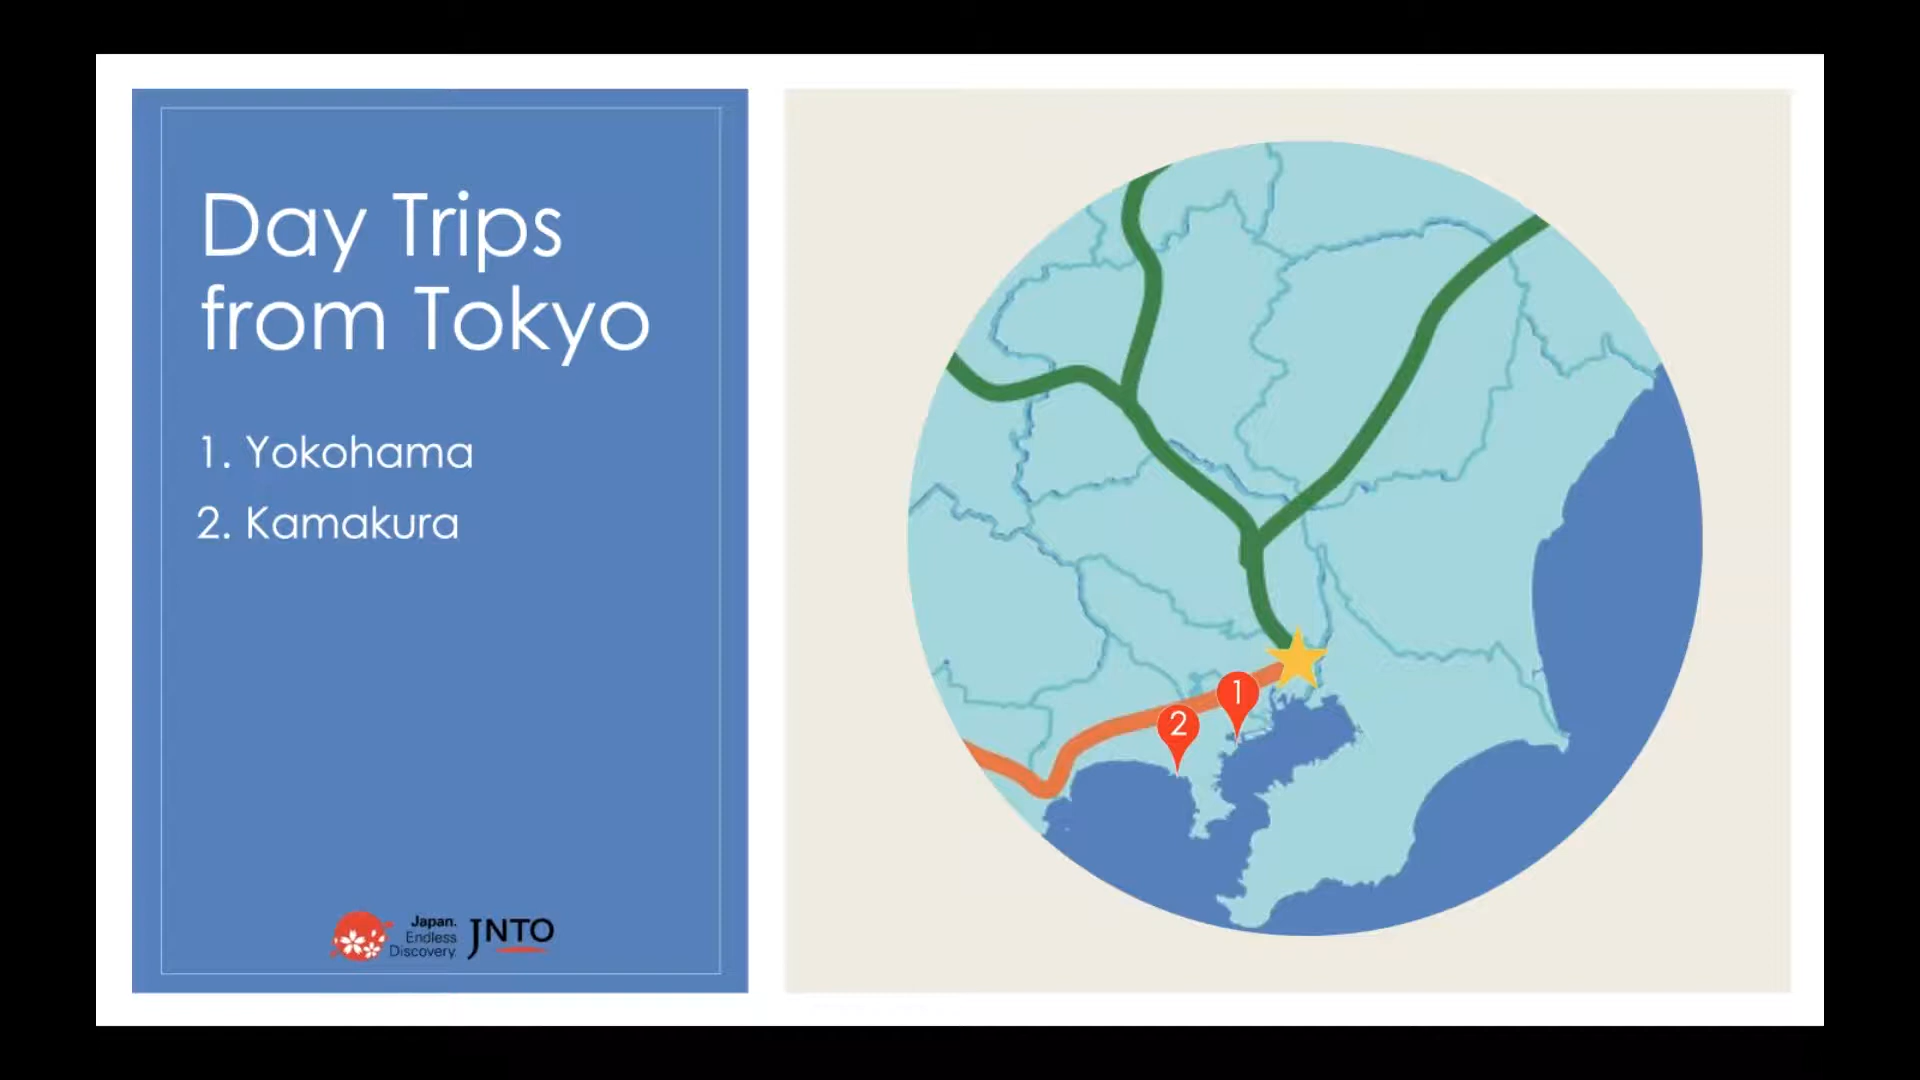 Day Trips
from Tokyo
1. Yokohama
2. Kamakura
Japan.
Endless
Discovery.
JNTO
1
2